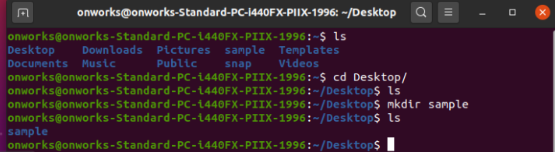 onworks@onworks-Standard-PC-i440FX-PIIX-1996: ~/Desktop
onworks@onworks-Standard-PC-i440FX-PIIX-1996:~$ ls
Desktop Downloads Pictures sample Templates
Documents Music Public snap Videos
onworks@onworks-Standard-PC-i440FX-PIIX-1996:~$ cd Desktop/
onworks@onworks-Standard-PC-i440FX-PIIX-1996:~/Desktop$ ls
onworks@onworks-Standard-PC-i440FX-PIIX-1996:~/Desktop$ mkdir sample
onworks@onworks-Standard-PC-i440FX-PIIX-1996:~/Desktop$ ls
sample
onworks@onworks-Standard-PC-i440FX-PIIX-1996:~/Desktop$